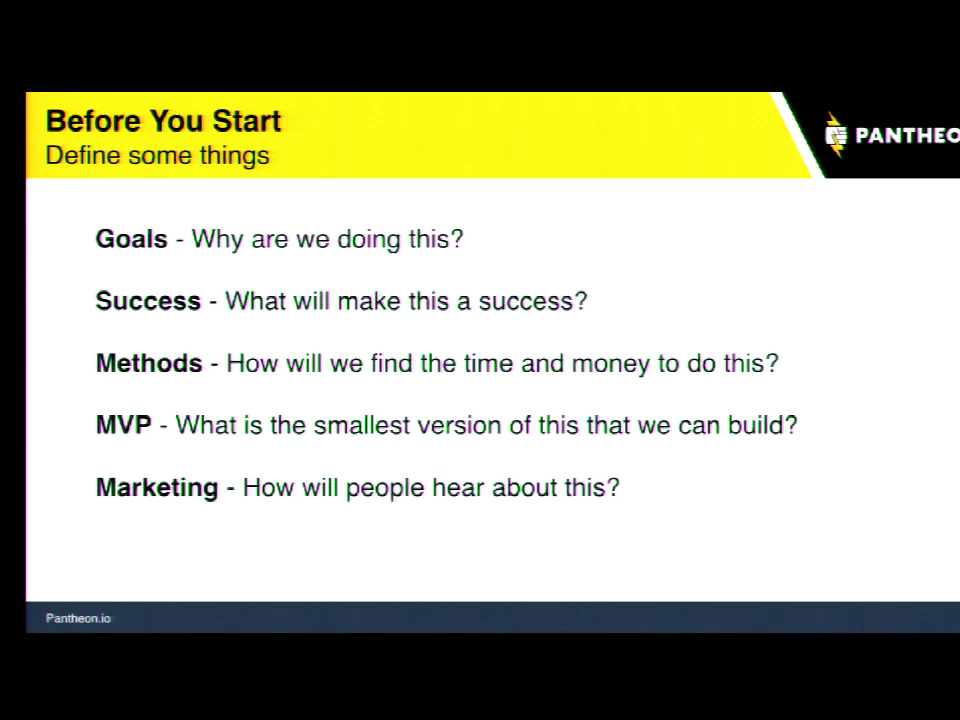 Before You Start
Define some things
PANTHEO
Goals - Why are we doing this?
Success - What will make this a success?
Methods - How will we find the time and money to do this?
MVP - What is the smallest version of this that we can build?
Marketing - How will people hear about this?
Pantheon.io